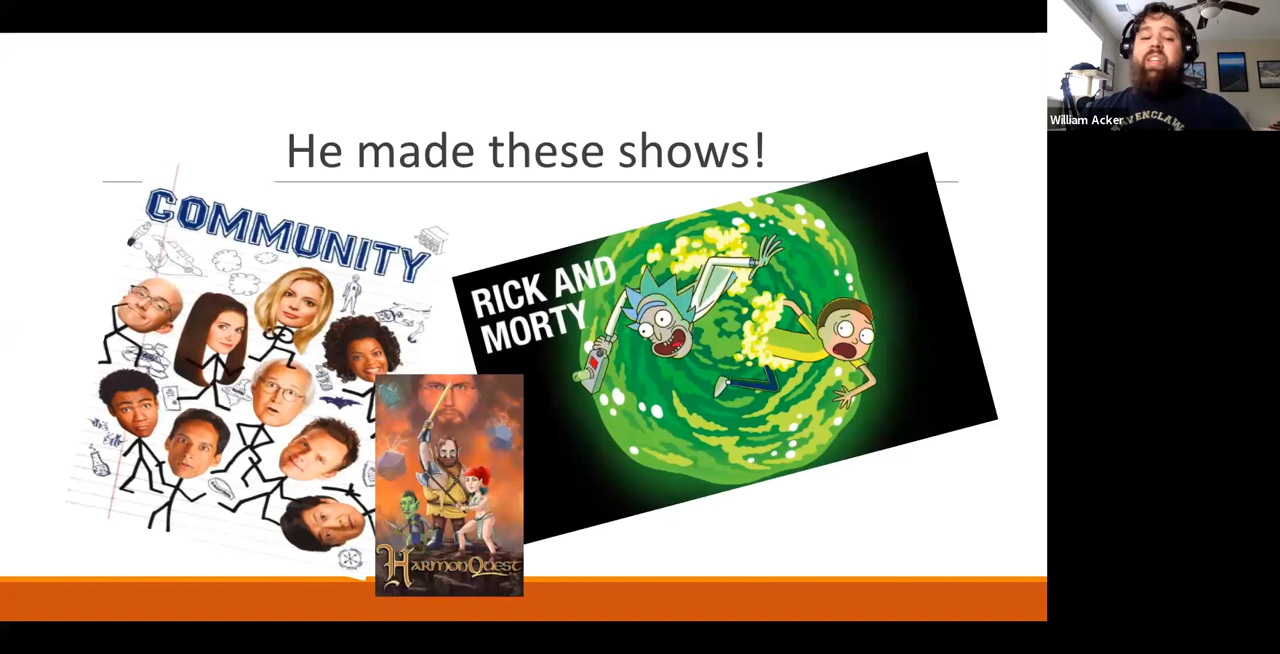 He made these shows!
COMMUNITY
RICK AND
MORTY
HARMONQUEST
William Acker